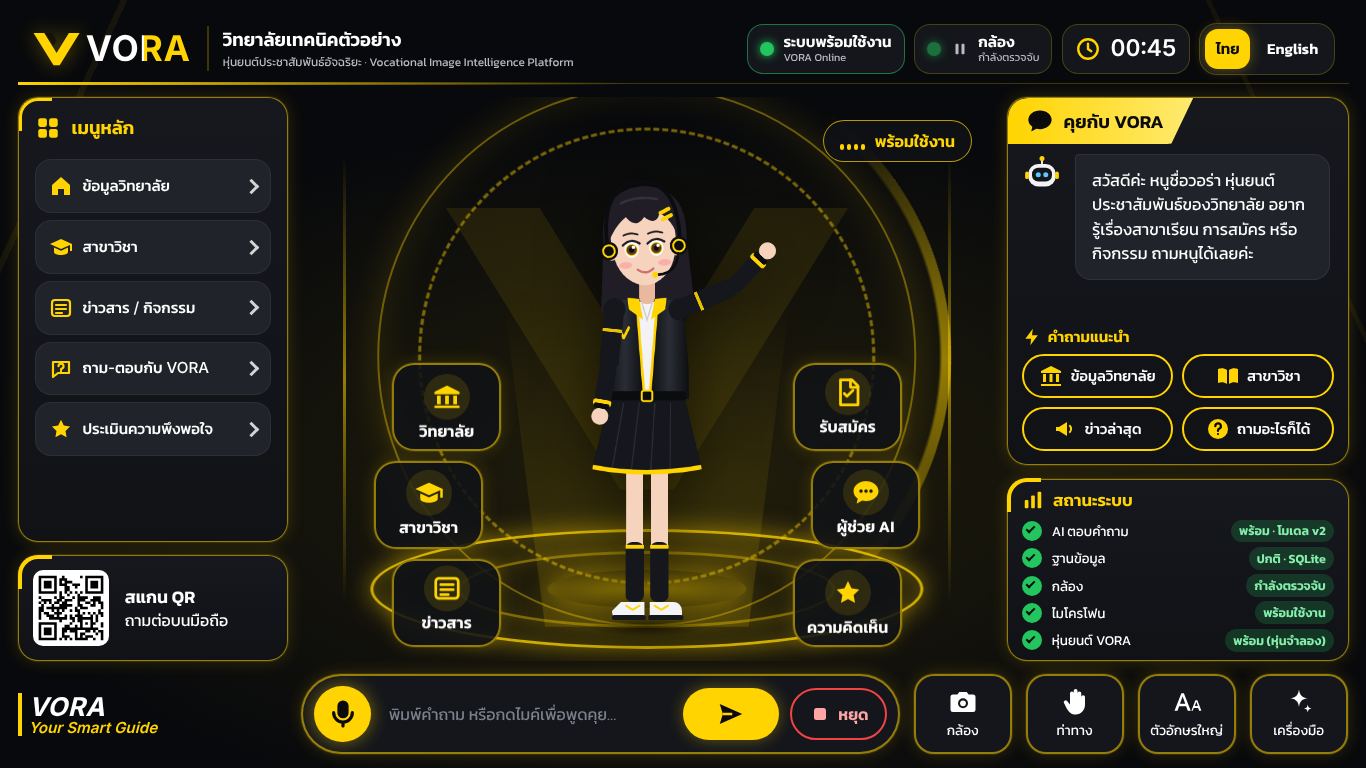 VORA
วิทยาลัยเทคนิคตัวอย่าง
หุ่นยนต์ประชาสัมพันธ์อัจฉริยะ · Vocational Image Intelligence Platform
ระบบพร้อมใช้งาน
VORA Online
กล้อง
กำลังตรวจจับ
00:45
ไทย
English
เมนูหลัก
ข้อมูลวิทยาลัย
สาขาวิชา
ข่าวสาร / กิจกรรม
ถาม-ตอบกับ VORA
ประเมินความพึงพอใจ
สแกน QR
ถามต่อบนมือถือ
พร้อมใช้งาน
วิทยาลัย
สาขาวิชา
ข่าวสาร
รับสมัคร
ผู้ช่วย AI
ความคิดเห็น
คุยกับ VORA
สวัสดีค่ะ หนูชื่อวอร่า หุ่นยนต์
ประชาสัมพันธ์ของวิทยาลัย อยาก
รู้เรื่องสาขาเรียน การสมัคร หรือ
กิจกรรม ถามหนูได้เลยค่ะ
คำถามแนะนำ
ข้อมูลวิทยาลัย
สาขาวิชา
ข่าวล่าสุด
ถามอะไรก็ได้
สถานะระบบ
AI ตอบคำถาม
พร้อม · โมเดล v2
ฐานข้อมูล
ปกติ · SQLite
กล้อง
กำลังตรวจจับ
ไมโครโฟน
พร้อมใช้งาน
หุ่นยนต์ VORA
พร้อม (หุ่นจำลอง)
VORA
Your Smart Guide
พิมพ์คำถาม หรือกดไมค์เพื่อพูดคุย...
หยุด
กล้อง
ท่าทาง
AA
ตัวอักษรใหญ่
เครื่องมือ